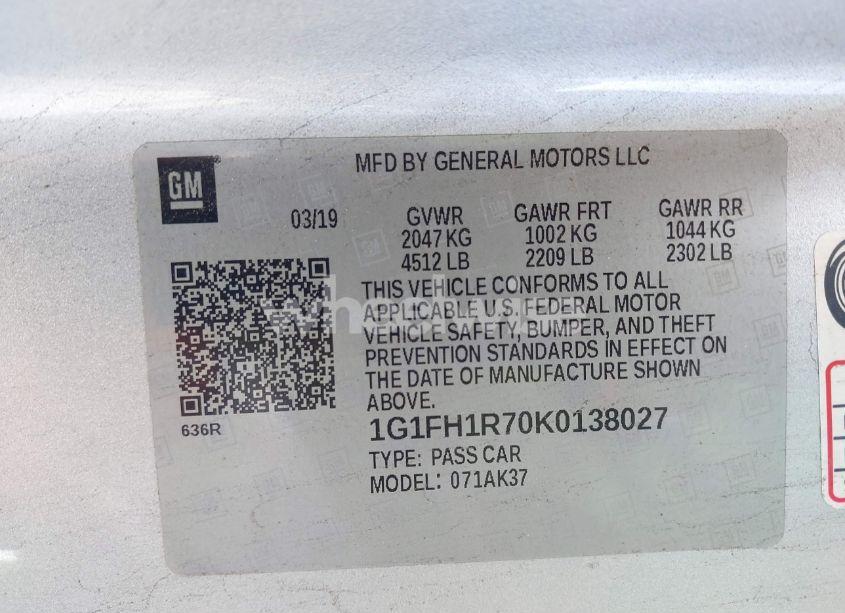 MFD BY GENERAL MOTORS LLC
GM
03/19
GVWR GAWR FRT GAWR RR
2047 KG 1002 KG 1044 KG
4512 LB 2209 LB 2302 LB
THIS VEHICLE CONFORMS TO ALL
APPLICABLE U.S. FEDERAL MOTOR
VEHICLE SAFETY, BUMPER, AND THEFT
PREVENTION STANDARDS IN EFFECT ON
THE DATE OF MANUFACTURE SHOWN
ABOVE.
636R
1G1FH1R70K0138027
TYPE: PASS CAR
MODEL: 071AK37